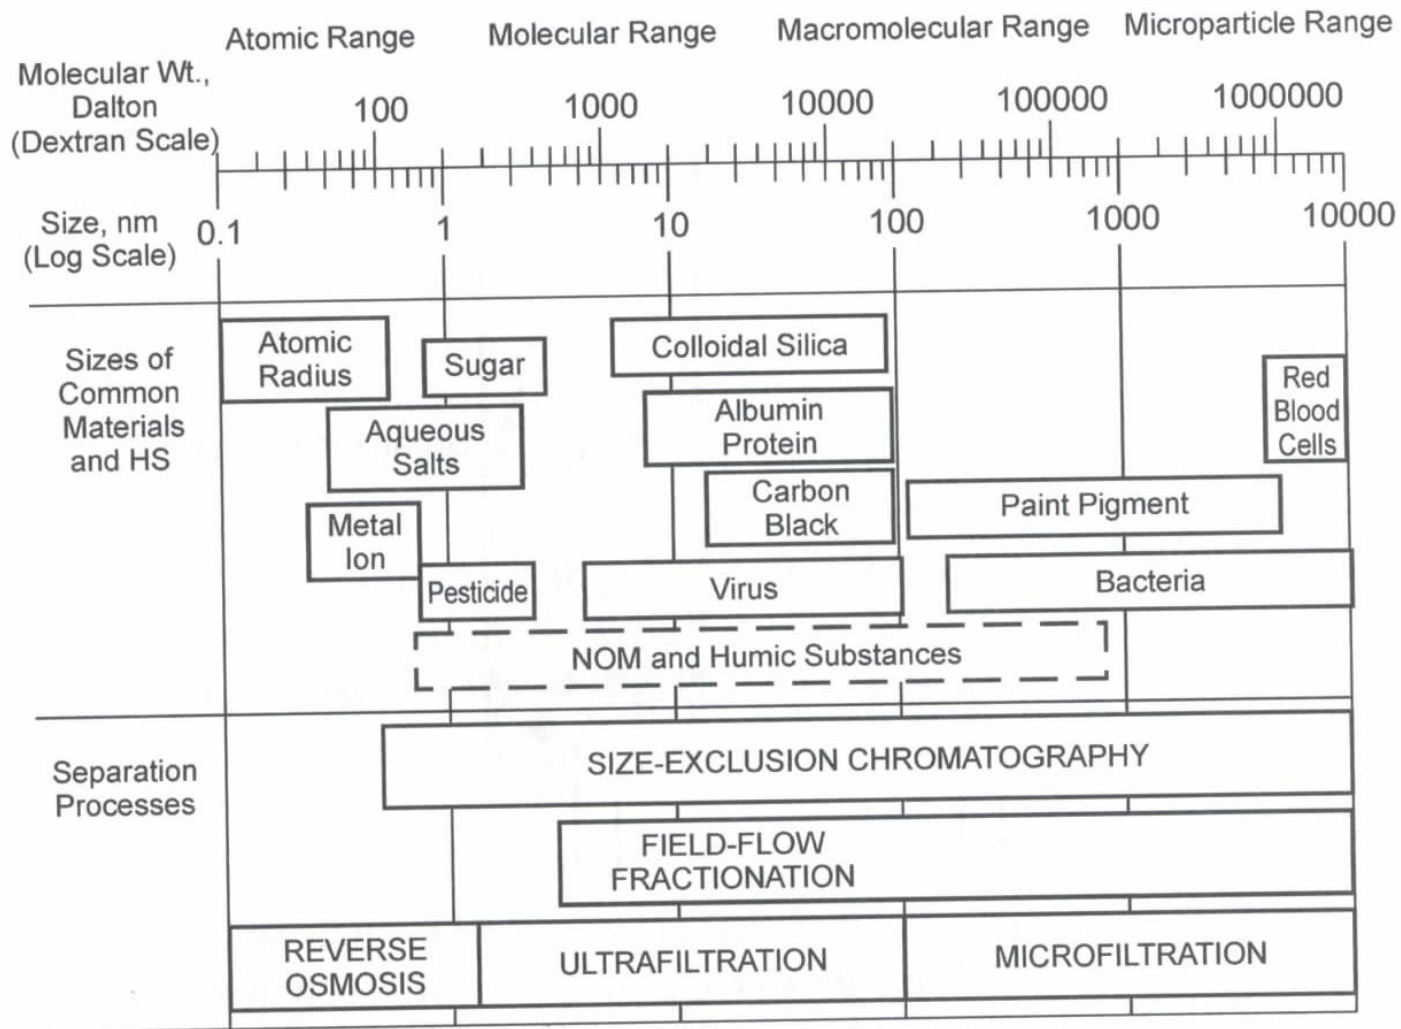 Atomic Range
Molecular Range
Macromolecular Range
Microparticle Range
Molecular Wt.,
Dalton
(Dextran Scale)
100
1000
10000
100000
1000000
Size, nm
(Log Scale)
0.1
1
10
100
1000
10000
Sizes of
Common
Materials
and HS
Atomic
Radius
Sugar
Colloidal Silica
Red
Blood
Cells
Aqueous
Salts
Albumin
Protein
Carbon
Black
Paint Pigment
Metal
Ion
Pesticide
Virus
Bacteria
NOM and Humic Substances
Separation
Processes
SIZE-EXCLUSION CHROMATOGRAPHY
FIELD-FLOW
FRACTIONATION
REVERSE
OSMOSIS
ULTRAFILTRATION
MICROFILTRATION